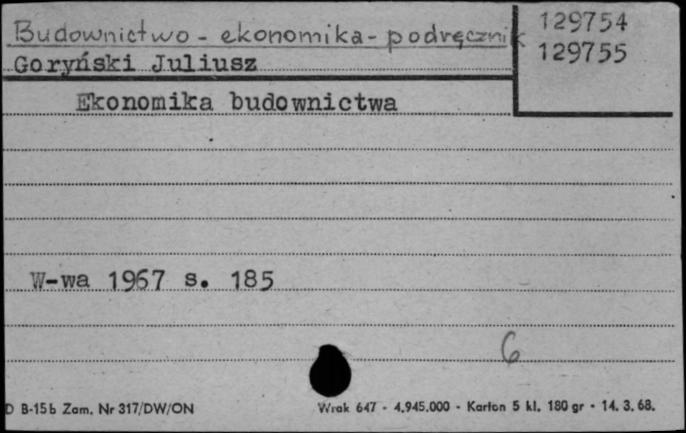 Budownictwo - ekonomika - podręcznik
129754
129755
Goryński Juliusz
Ekonomika budownictwa
W-wa 1967 s. 185
6
D B-15b Zam. Nr 317/DW/ON
Wrak 647 - 4.945.000 - Karton 5 kl. 180 gr - 14. 3. 68.